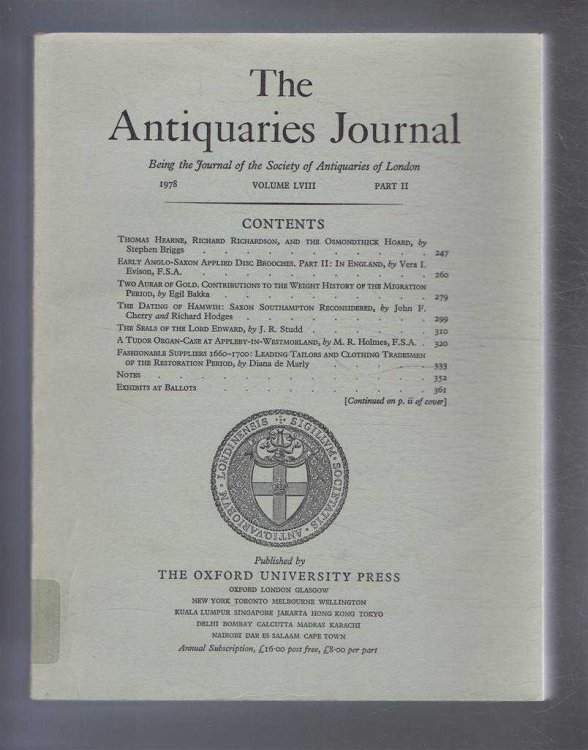 The
Antiquaries Journal
Being the Journal of the Society of Antiquaries of London
1978 VOLUME LVIII PART II
CONTENTS
THOMAS HEARNE, RICHARD RICHARDSON, AND THE OSMONDTHICK HOARD, by
Stephen Briggs . . . . . . . . . 247
EARLY ANGLO-SAXON APPLIED DISC BROOCHES. PART II: IN ENGLAND, by Vera I.
Evison, F.S.A. . . . . . . . . . 260
TWO AURAR OF GOLD. CONTRIBUTIONS TO THE WEIGHT HISTORY OF THE MIGRATION
PERIOD, by Egil Bakka . . . . . . . . 279
THE DATING OF HAMWIH: SAXON SOUTHAMPTON RECONSIDERED, by John F.
Cherry and Richard Hodges . . . . . . . 299
THE SEALS OF THE LORD EDWARD, by J. R. Studd . . . . . 310
A TUDOR ORGAN-CASE AT APPLEBY-IN-WESTMORLAND, by M. R. Holmes, F.S.A. . 320
FASHIONABLE SUPPLIERS 1660–1700: LEADING TAILORS AND CLOTHING TRADESMEN
OF THE RESTORATION PERIOD, by Diana de Marly . . . . . 333
NOTES . . . . . . . . . . 352
EXHIBITS AT BALLOTS . . . . . . . . 361
[Continued on p. ii of cover]
SIGILLVM · SOCIETATIS · ANTIQVARIORVM · LONDINENSIS
Published by
THE OXFORD UNIVERSITY PRESS
OXFORD LONDON GLASGOW
NEW YORK TORONTO MELBOURNE WELLINGTON
KUALA LUMPUR SINGAPORE JAKARTA HONG KONG TOKYO
DELHI BOMBAY CALCUTTA MADRAS KARACHI
NAIROBI DAR ES SALAAM CAPE TOWN
Annual Subscription, £16·00 post free, £8·00 per part